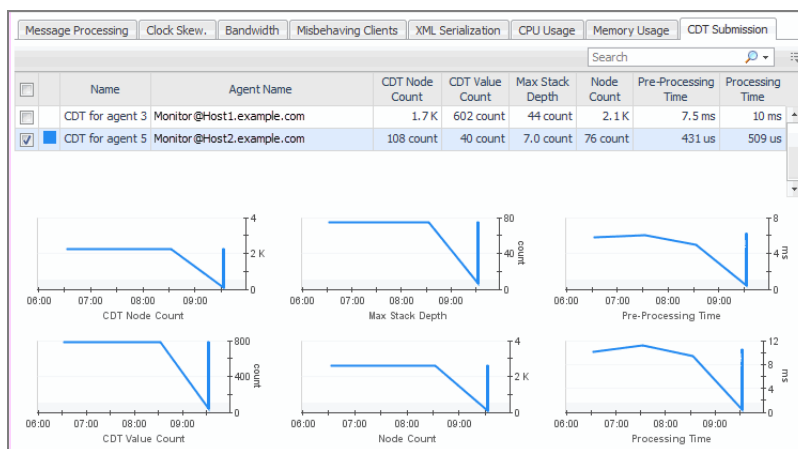 Message Processing Clock Skew. Bandwidth Misbehaving Clients XML Serialization CPU Usage Memory Usage CDT Submission
Search
Name Agent Name CDT Node Count CDT Value Count Max Stack Depth Node Count Pre-Processing Time Processing Time
CDT for agent 3 Monitor@Host1.example.com 1.7 K 602 count 44 count 2.1 K 7.5 ms 10 ms
CDT for agent 5 Monitor@Host2.example.com 108 count 40 count 7.0 count 76 count 431 us 509 us
4
2 K
0
06:00 07:00 08:00 09:00
CDT Node Count
80
40
0
count
06:00 07:00 08:00 09:00
Max Stack Depth
8
4
0
ms
06:00 07:00 08:00 09:00
Pre-Processing Time
800
400
0
count
06:00 07:00 08:00 09:00
CDT Value Count
4
2 K
0
06:00 07:00 08:00 09:00
Node Count
12
8
4
0
ms
06:00 07:00 08:00 09:00
Processing Time